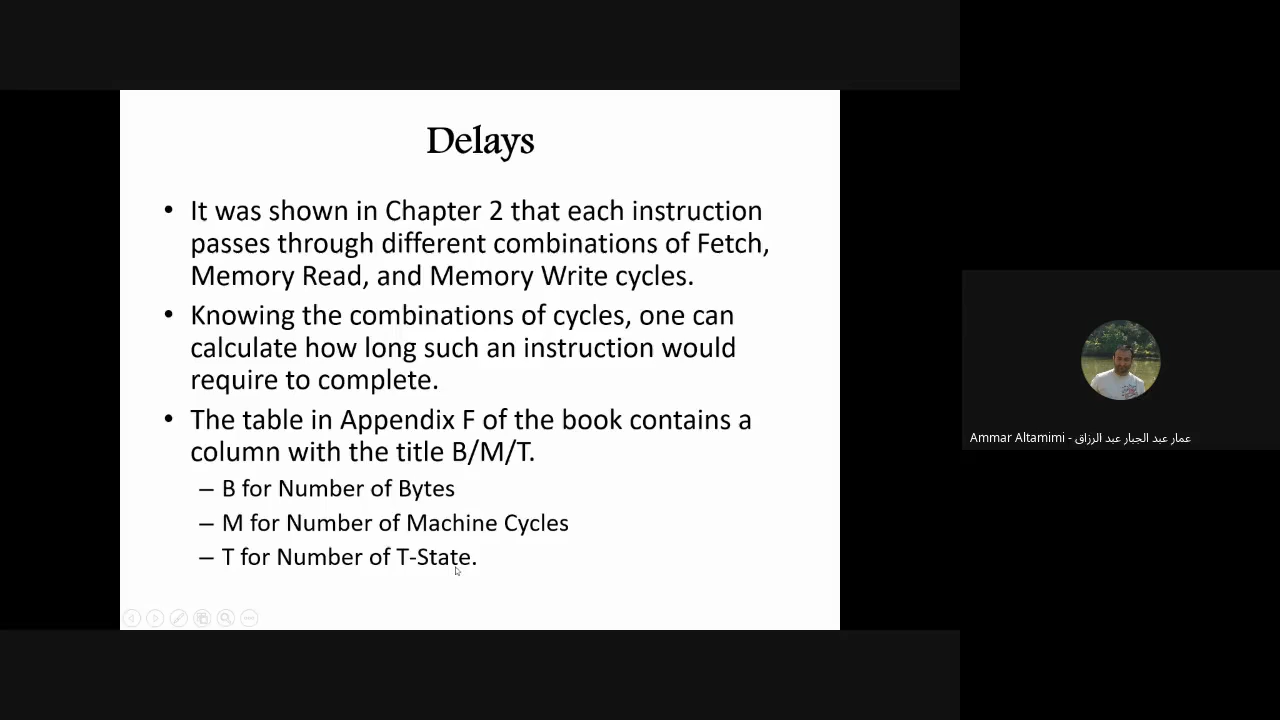 Delays
• It was shown in Chapter 2 that each instruction
passes through different combinations of Fetch,
Memory Read, and Memory Write cycles.
• Knowing the combinations of cycles, one can
calculate how long such an instruction would
require to complete.
• The table in Appendix F of the book contains a
column with the title B/M/T.
– B for Number of Bytes
– M for Number of Machine Cycles
– T for Number of T-State.
Ammar Altamimi - عمار عبد الجبار عبد الرزاق